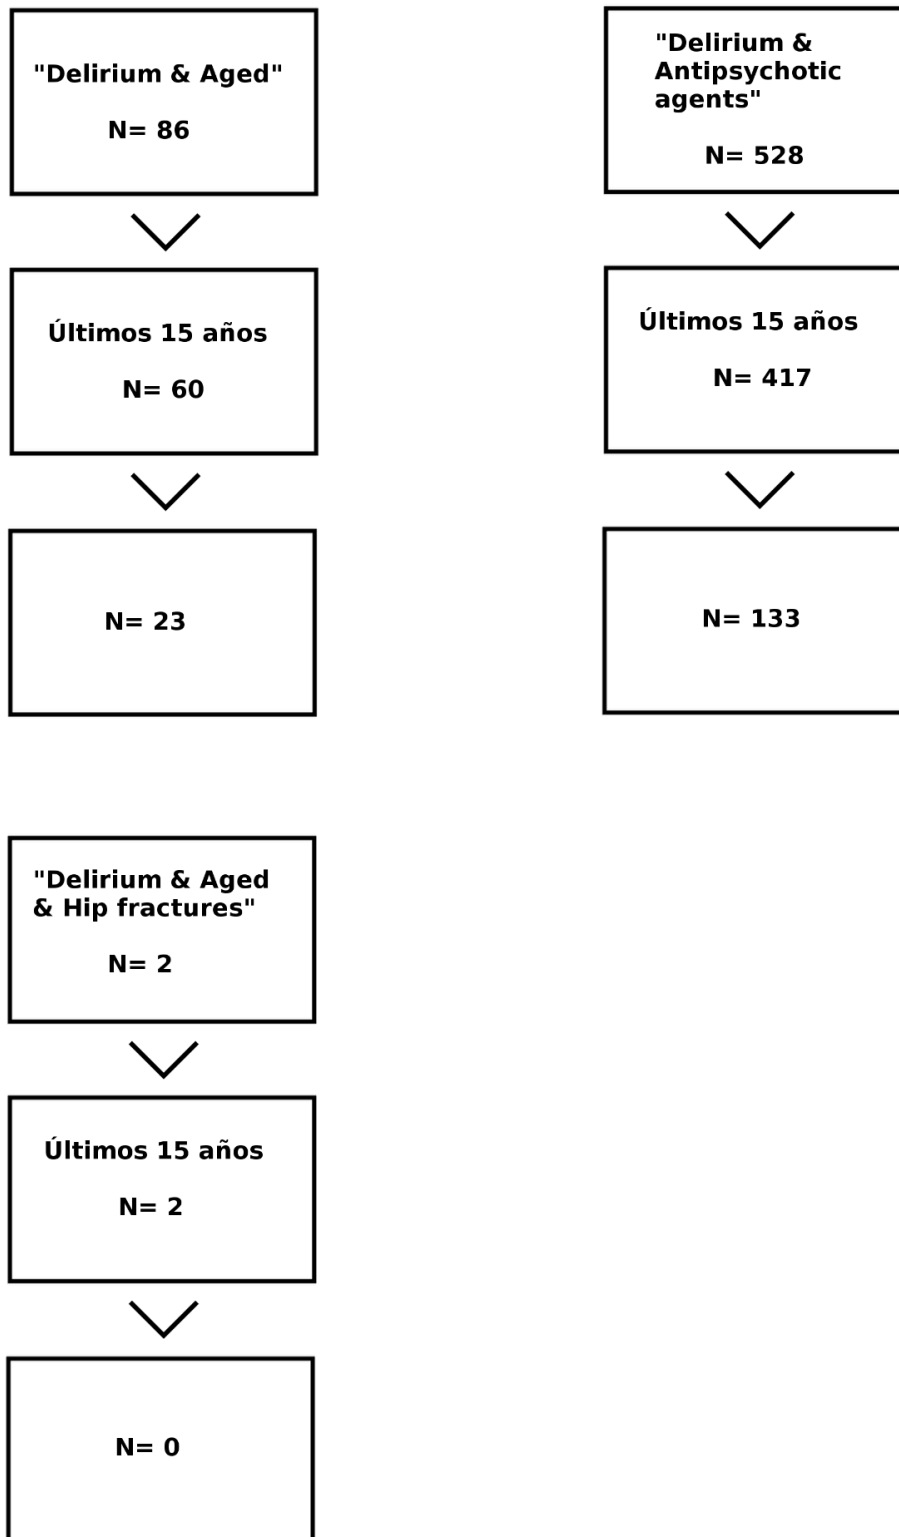 "Delirium & Aged"
N= 86
Últimos 15 años
N= 60
N= 23
"Delirium &
Antipsychotic
agents"
N= 528
Últimos 15 años
N= 417
N= 133
"Delirium & Aged
& Hip fractures"
N= 2
Últimos 15 años
N= 2
N= 0